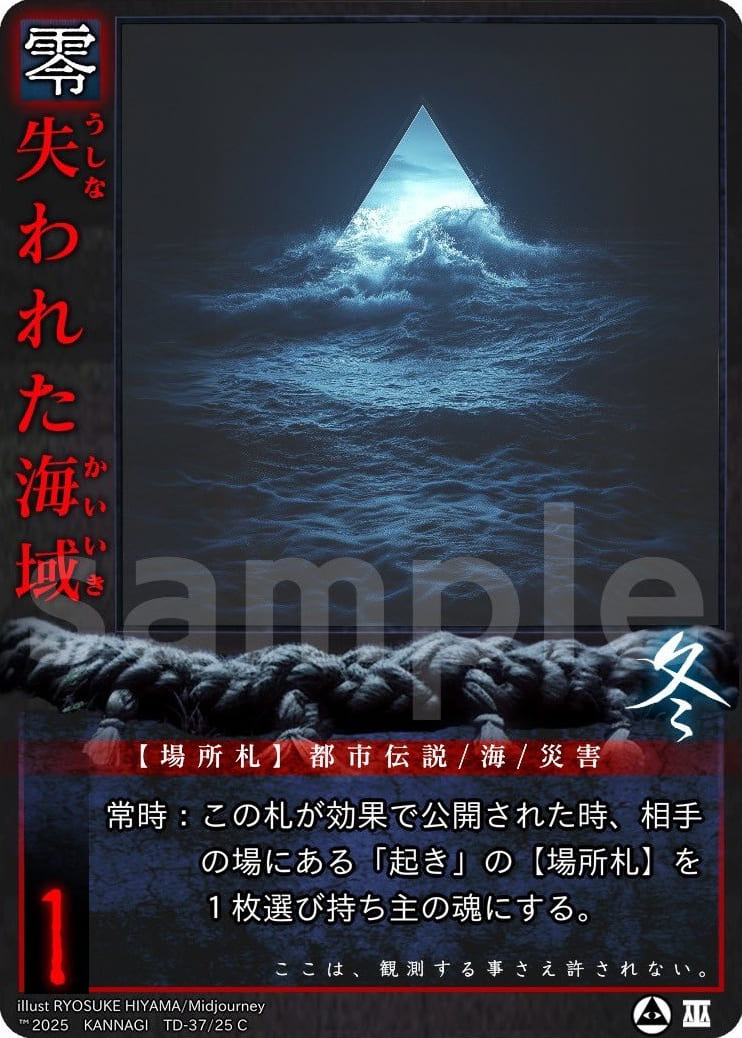 零
失われた海域
うしな
かいいき
sample
冬
【場所札】都市伝説/海/災害
常時：この札が効果で公開された時、相手
の場にある「起き」の【場所札】を
１枚選び持ち主の魂にする。
1
ここは、観測する事さえ許されない。
illust RYOSUKE HIYAMA/Midjourney
™2025 KANNAGI TD-37/25 C